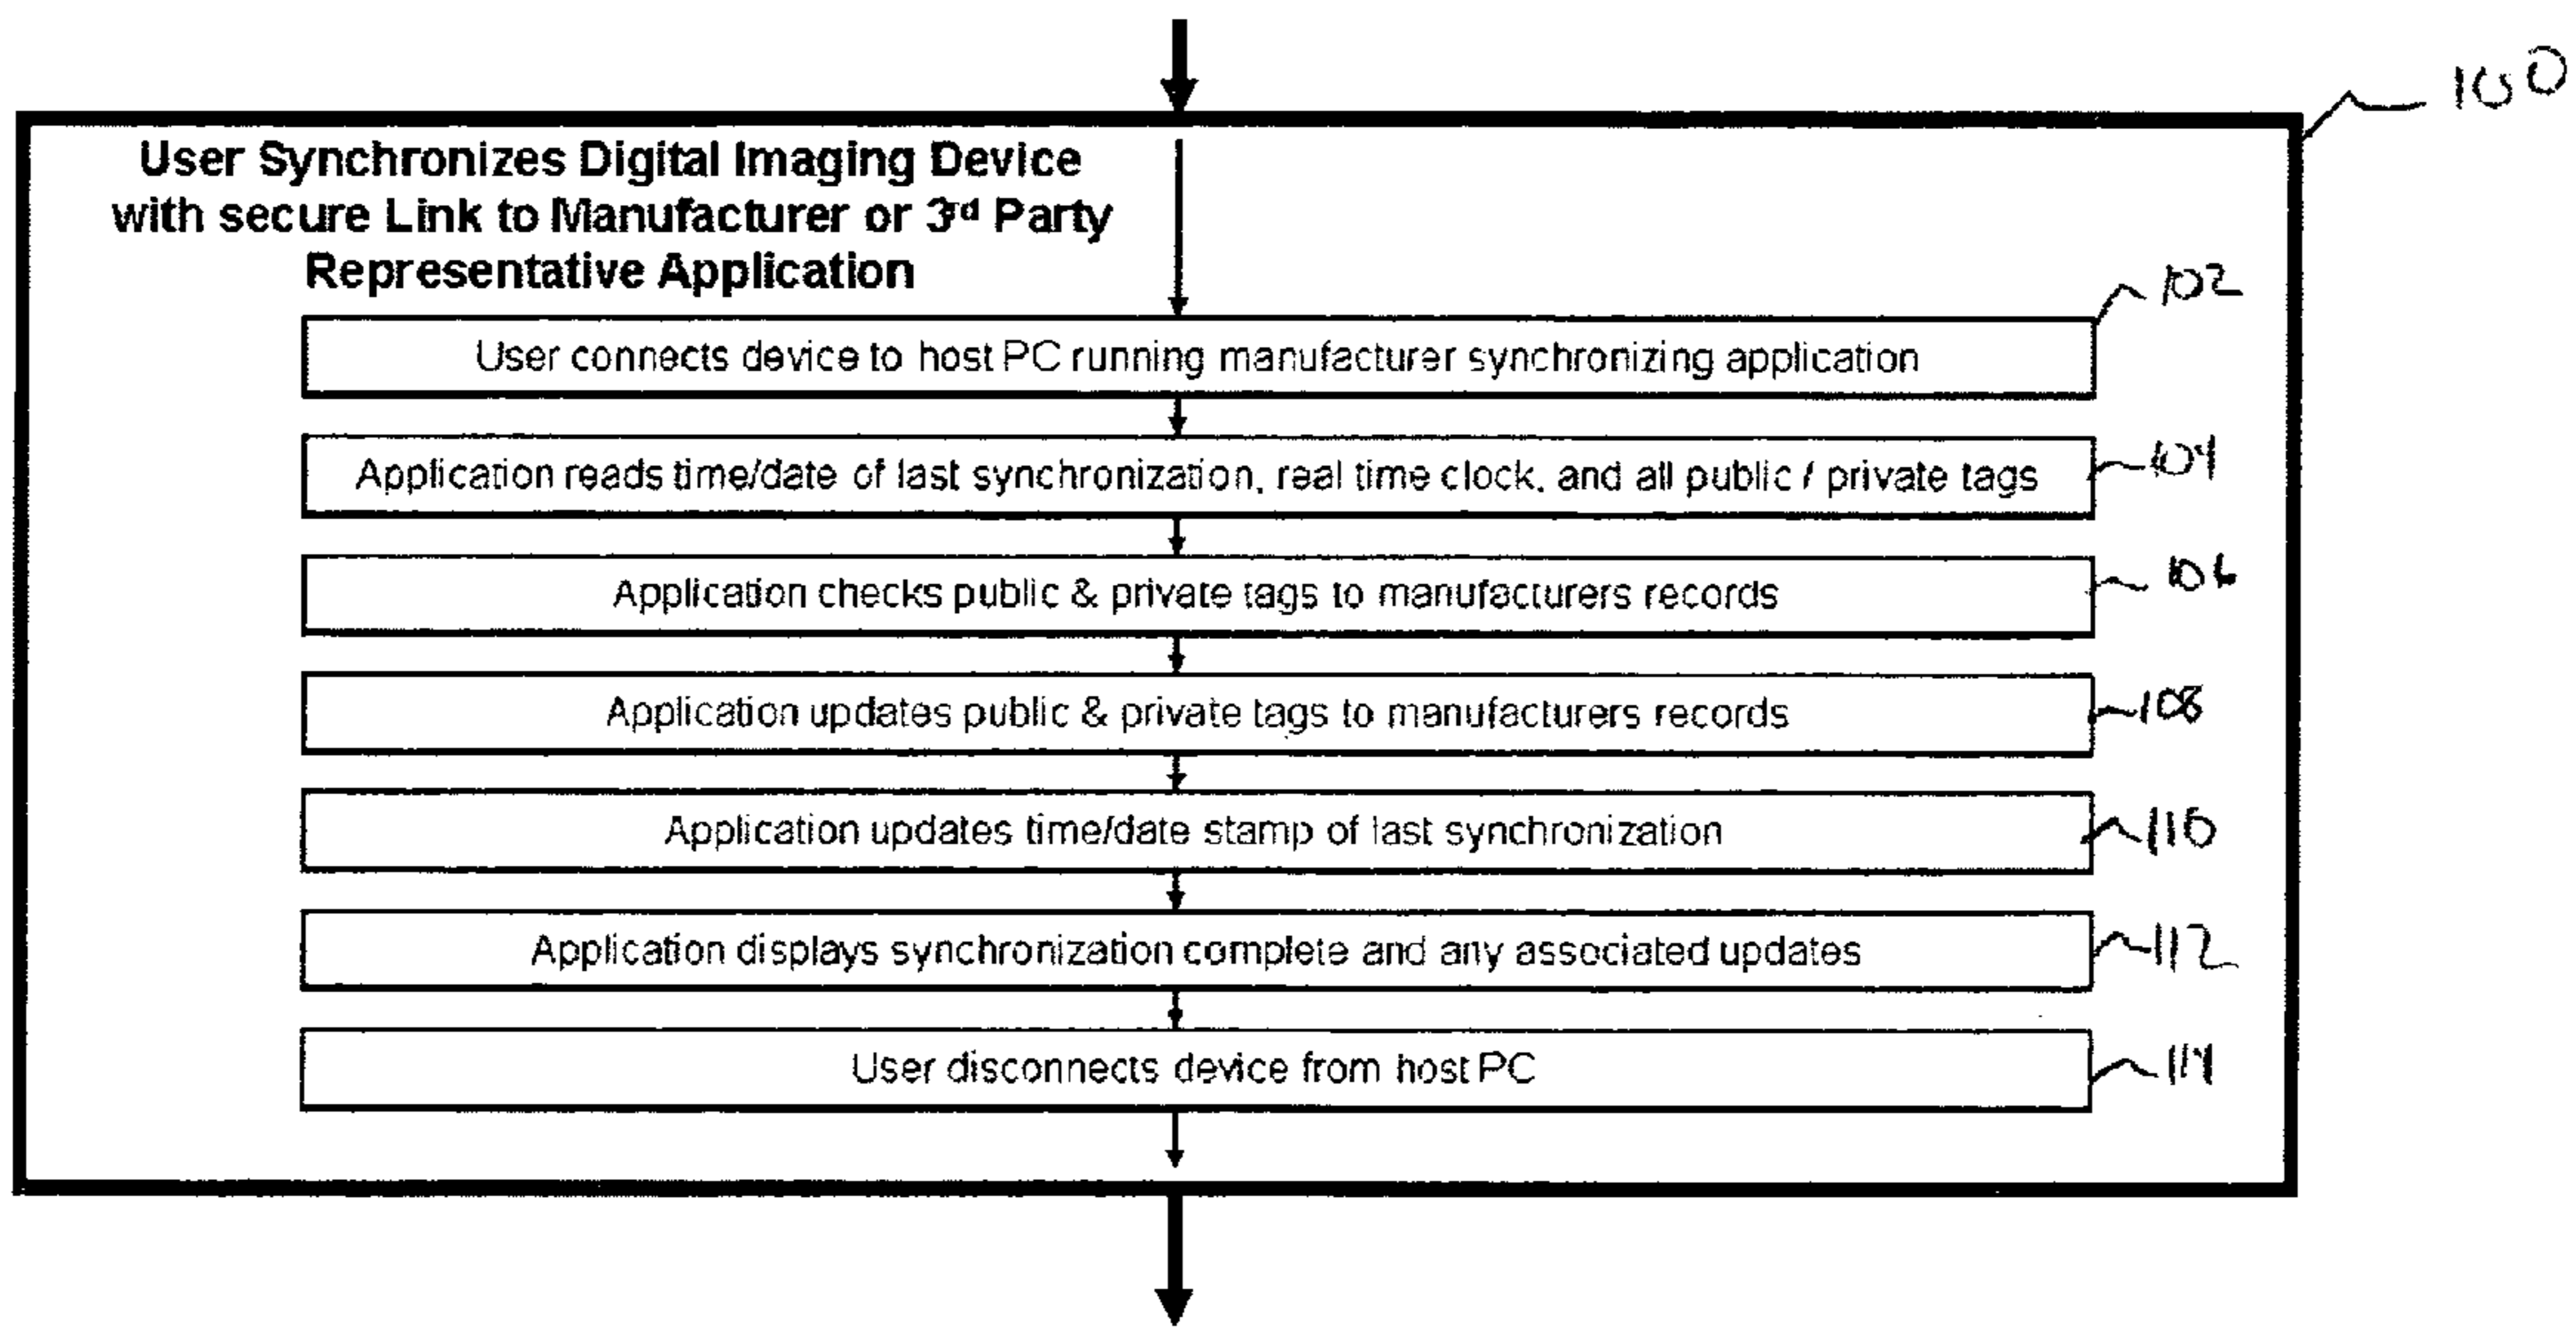 100
User Synchronizes Digital Imaging Device
with secure Link to Manufacturer or 3rd Party
Representative Application
102
User connects device to host PC running manufacturer synchronizing application
Application reads time/date of last synchronization, real time clock, and all public / private tags
104
Application checks public & private tags to manufacturers records
106
Application updates public & private tags to manufacturers records
108
Application updates time/date stamp of last synchronization
110
Application displays synchronization complete and any associated updates
112
User disconnects device from host PC
114